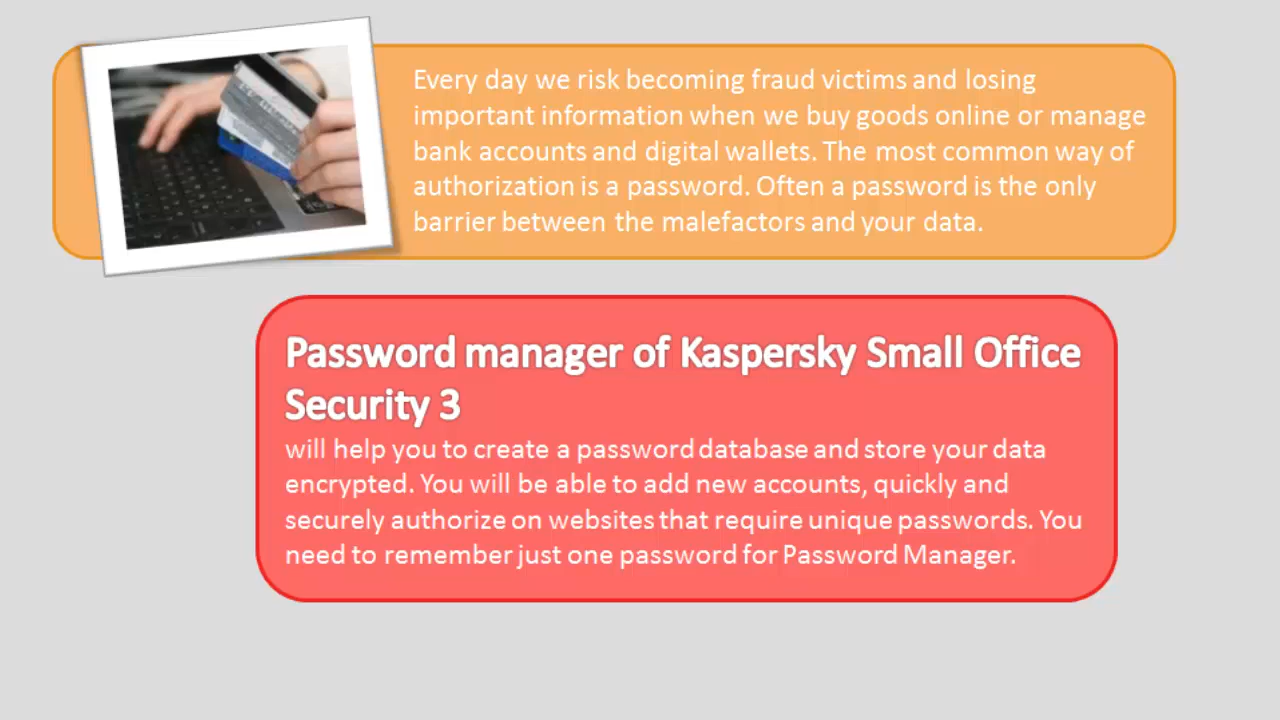 Every day we risk becoming fraud victims and losing
important information when we buy goods online or manage
bank accounts and digital wallets. The most common way of
authorization is a password. Often a password is the only
barrier between the malefactors and your data.
Password manager of Kaspersky Small Office
Security 3
will help you to create a password database and store your data
encrypted. You will be able to add new accounts, quickly and
securely authorize on websites that require unique passwords. You
need to remember just one password for Password Manager.